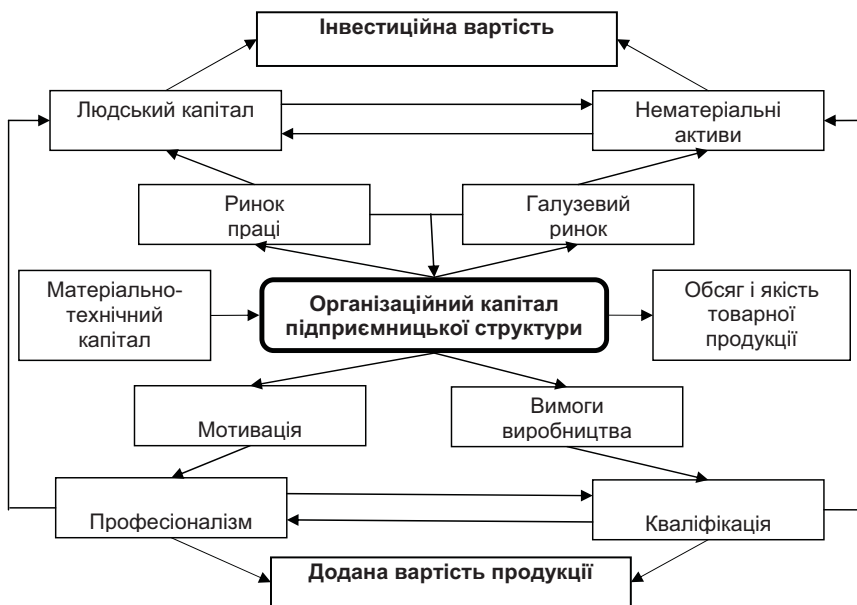 Інвестиційна вартість
Людський капітал
Нематеріальні
активи
Ринок
праці
Галузевий
ринок
Матеріально-
технічний
капітал
Організаційний капітал
підприємницької структури
Обсяг і якість
товарної
продукції
Мотивація
Вимоги
виробництва
Професіоналізм
Кваліфікація
Додана вартість продукції